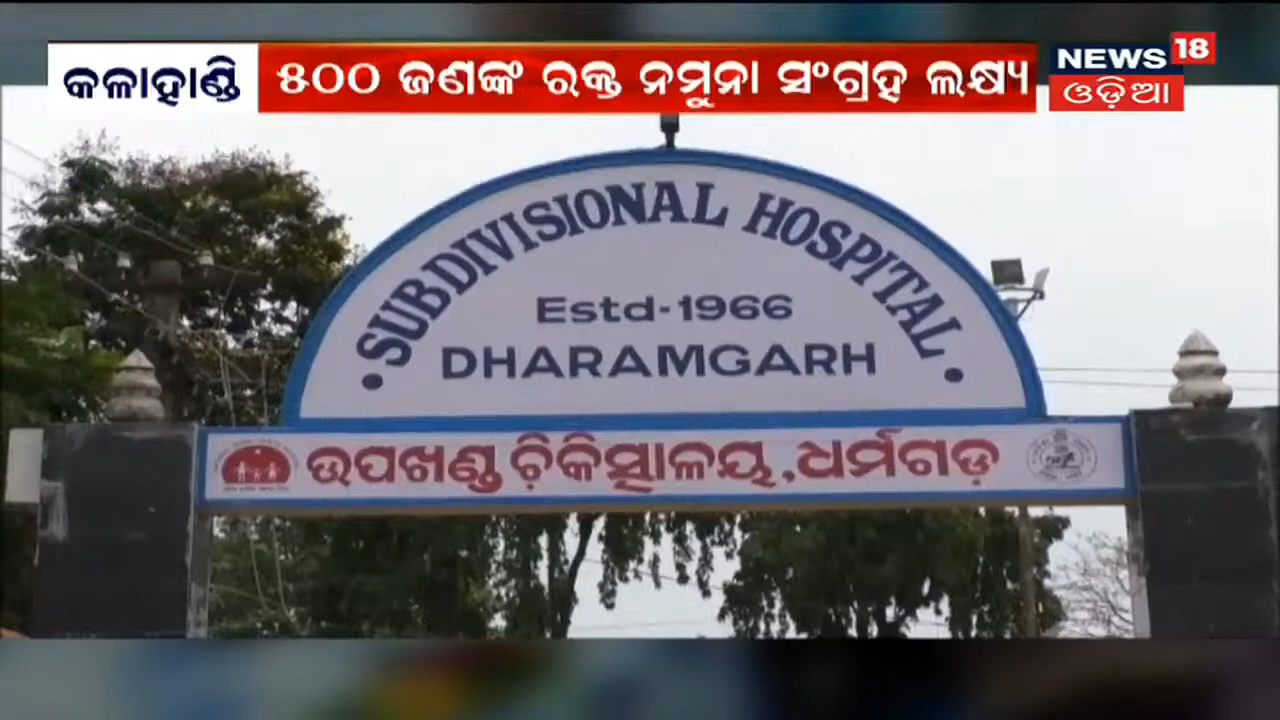 କଳାହାଣ୍ଡି
୫୦୦ ଜଣଙ୍କ ରକ୍ତ ନମୁନା ସଂଗ୍ରହ ଲକ୍ଷ୍ୟ
NEWS 18
ଓଡ଼ିଆ
SUBDIVISIONAL HOSPITAL
Estd-1966
DHARAMGARH
ଉପଖଣ୍ଡ ଚିକିତ୍ସାଳୟ, ଧର୍ମଗଡ଼